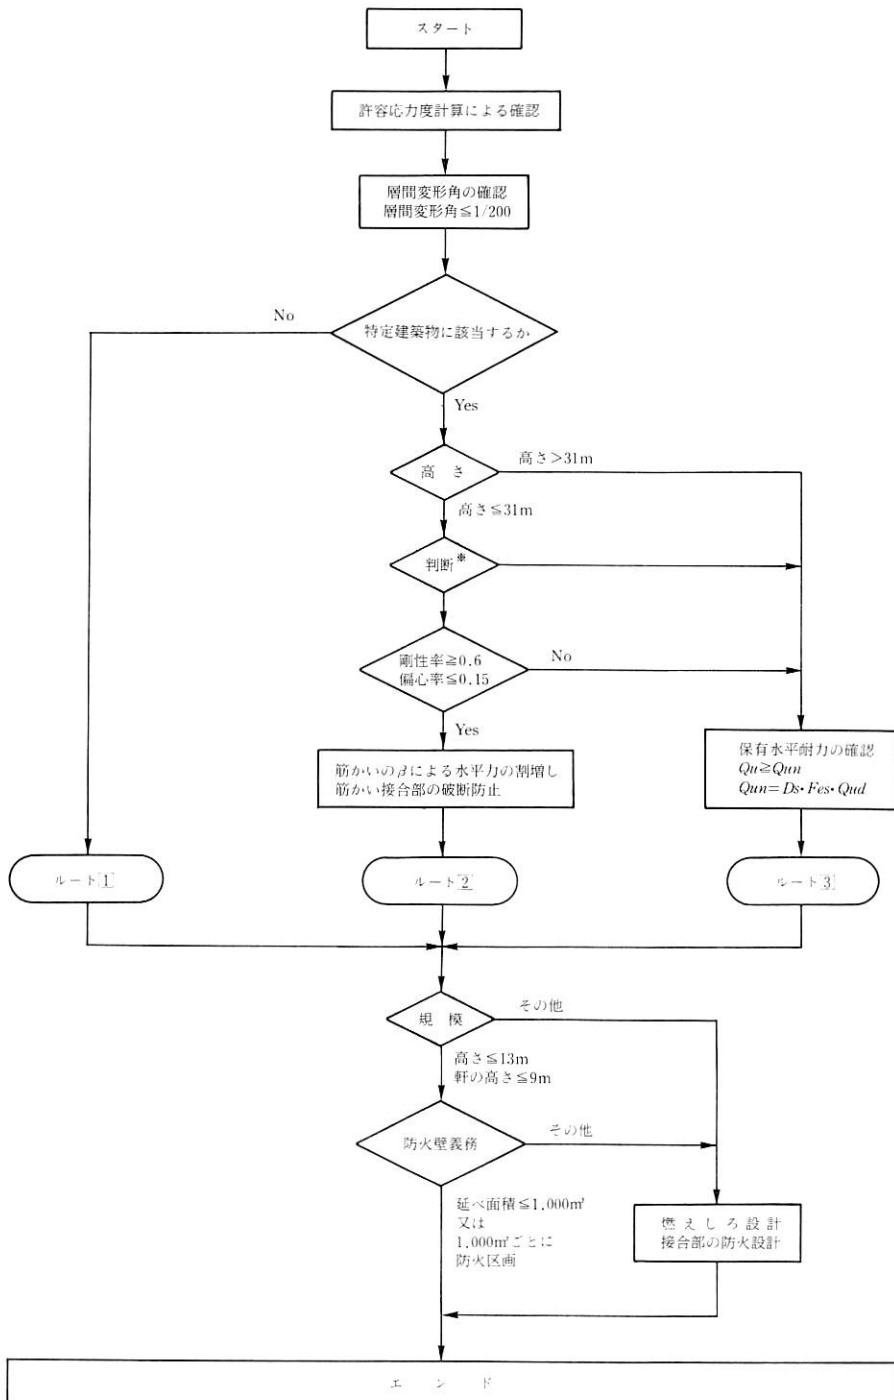 スタート
許容応力度計算による確認
層間変形角の確認
層間変形角≦1/200
特定建築物に該当するか
No
Yes
高さ
高さ>31m
高さ≦31m
判断※
剛性率≧0.6
偏心率≦0.15
No
Yes
筋かいのβによる水平力の割増し
筋かい接合部の破断防止
保有水平耐力の確認
Qu≧Qun
Qun=Ds・Fes・Qud
ルート1
ルート2
ルート3
規模
その他
高さ≦13m
軒の高さ≦9m
防火壁義務
その他
延べ面積≦1,000㎡
又は
1,000㎡ごとに
防火区画
燃えしろ設計
接合部の防火設計
エンド